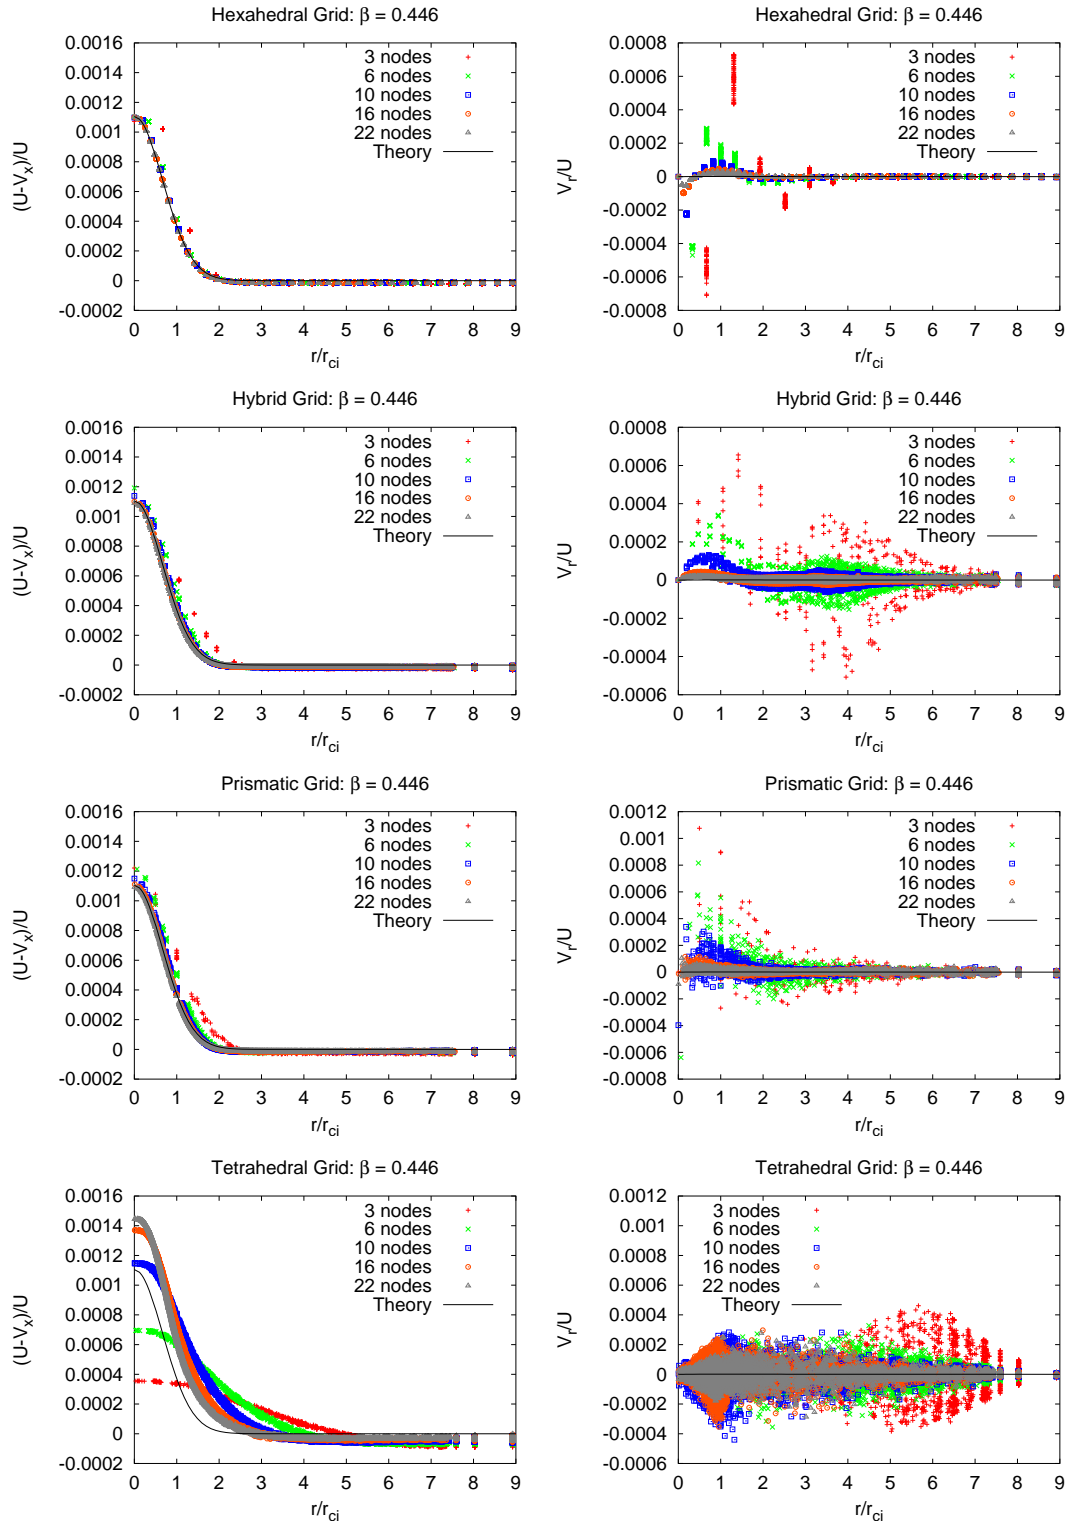 Hexahedral Grid: β = 0.446
(U-Vx)/U
0.0016
0.0014
0.0012
0.001
0.0008
0.0006
0.0004
0.0002
0
-0.0002
3 nodes
6 nodes
10 nodes
16 nodes
22 nodes
Theory
0 1 2 3 4 5 6 7 8 9
r/rci
Hexahedral Grid: β = 0.446
Vr/U
0.0008
0.0006
0.0004
0.0002
0
-0.0002
-0.0004
-0.0006
-0.0008
3 nodes
6 nodes
10 nodes
16 nodes
22 nodes
Theory
0 1 2 3 4 5 6 7 8 9
r/rci
Hybrid Grid: β = 0.446
(U-Vx)/U
0.0016
0.0014
0.0012
0.001
0.0008
0.0006
0.0004
0.0002
0
-0.0002
3 nodes
6 nodes
10 nodes
16 nodes
22 nodes
Theory
0 1 2 3 4 5 6 7 8 9
r/rci
Hybrid Grid: β = 0.446
Vr/U
0.0008
0.0006
0.0004
0.0002
0
-0.0002
-0.0004
-0.0006
3 nodes
6 nodes
10 nodes
16 nodes
22 nodes
Theory
0 1 2 3 4 5 6 7 8 9
r/rci
Prismatic Grid: β = 0.446
(U-Vx)/U
0.0016
0.0014
0.0012
0.001
0.0008
0.0006
0.0004
0.0002
0
-0.0002
3 nodes
6 nodes
10 nodes
16 nodes
22 nodes
Theory
0 1 2 3 4 5 6 7 8 9
r/rci
Prismatic Grid: β = 0.446
Vr/U
0.0012
0.001
0.0008
0.0006
0.0004
0.0002
0
-0.0002
-0.0004
-0.0006
-0.0008
3 nodes
6 nodes
10 nodes
16 nodes
22 nodes
Theory
0 1 2 3 4 5 6 7 8 9
r/rci
Tetrahedral Grid: β = 0.446
(U-Vx)/U
0.0016
0.0014
0.0012
0.001
0.0008
0.0006
0.0004
0.0002
0
-0.0002
3 nodes
6 nodes
10 nodes
16 nodes
22 nodes
Theory
0 1 2 3 4 5 6 7 8 9
r/rci
Tetrahedral Grid: β = 0.446
Vr/U
0.0012
0.001
0.0008
0.0006
0.0004
0.0002
0
-0.0002
-0.0004
-0.0006
3 nodes
6 nodes
10 nodes
16 nodes
22 nodes
Theory
0 1 2 3 4 5 6 7 8 9
r/rci